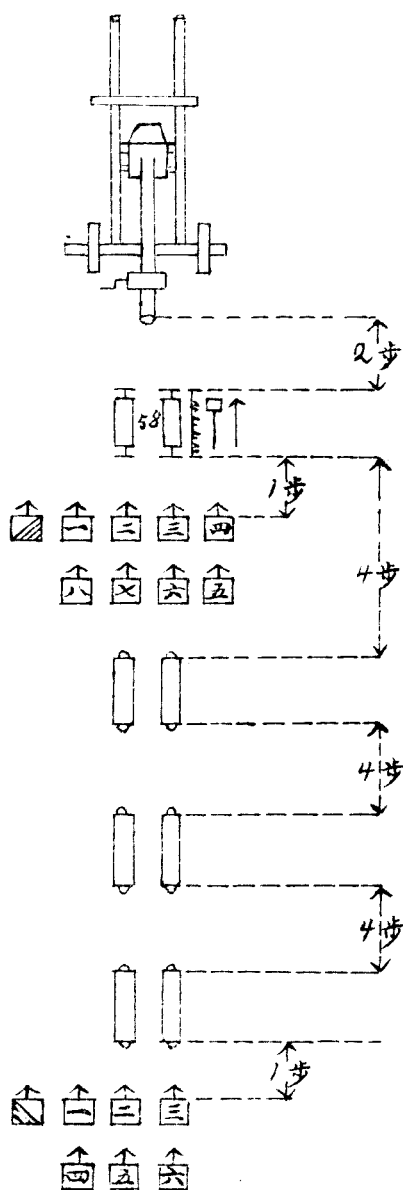 2步
58
1步
一 二 三 四
八 七 六 五
4步
4步
4步
1步
一 二 三
四 五 六